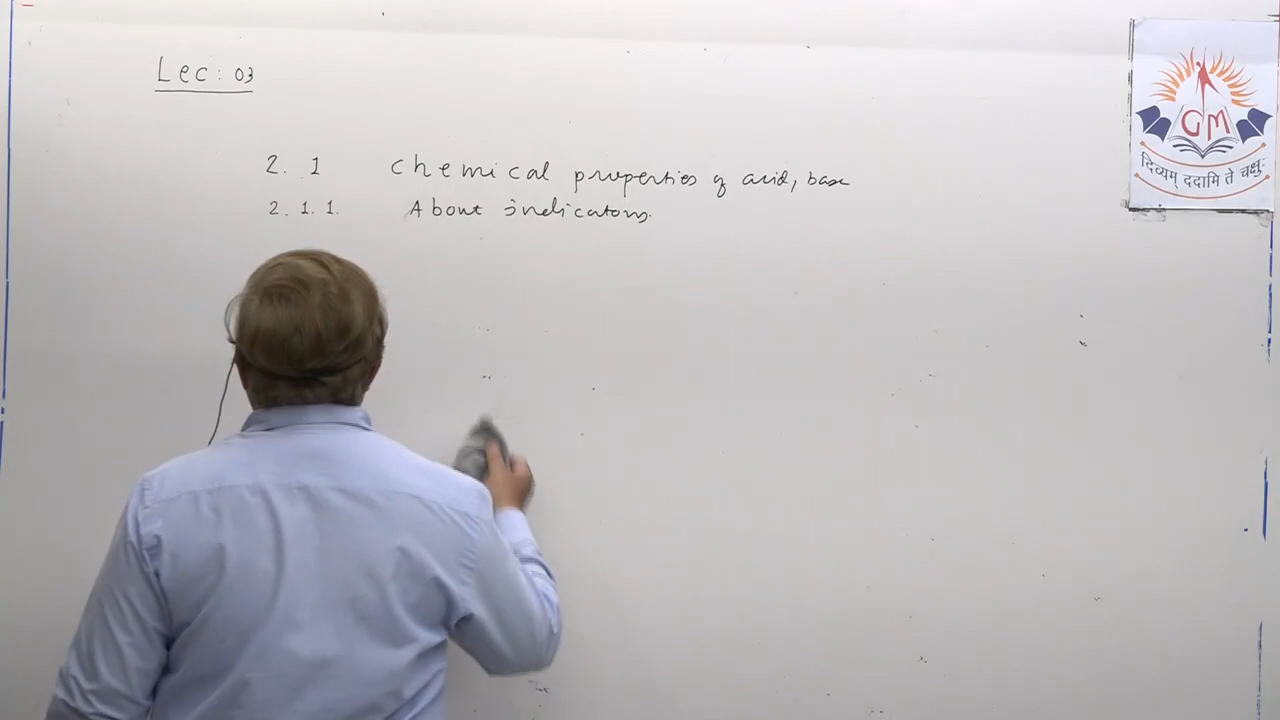 Lec: 03
2. 1 chemical properties of acid, base
2. 1. 1. About indicators.
GM
दिव्यम् ददामि ते चक्षुः